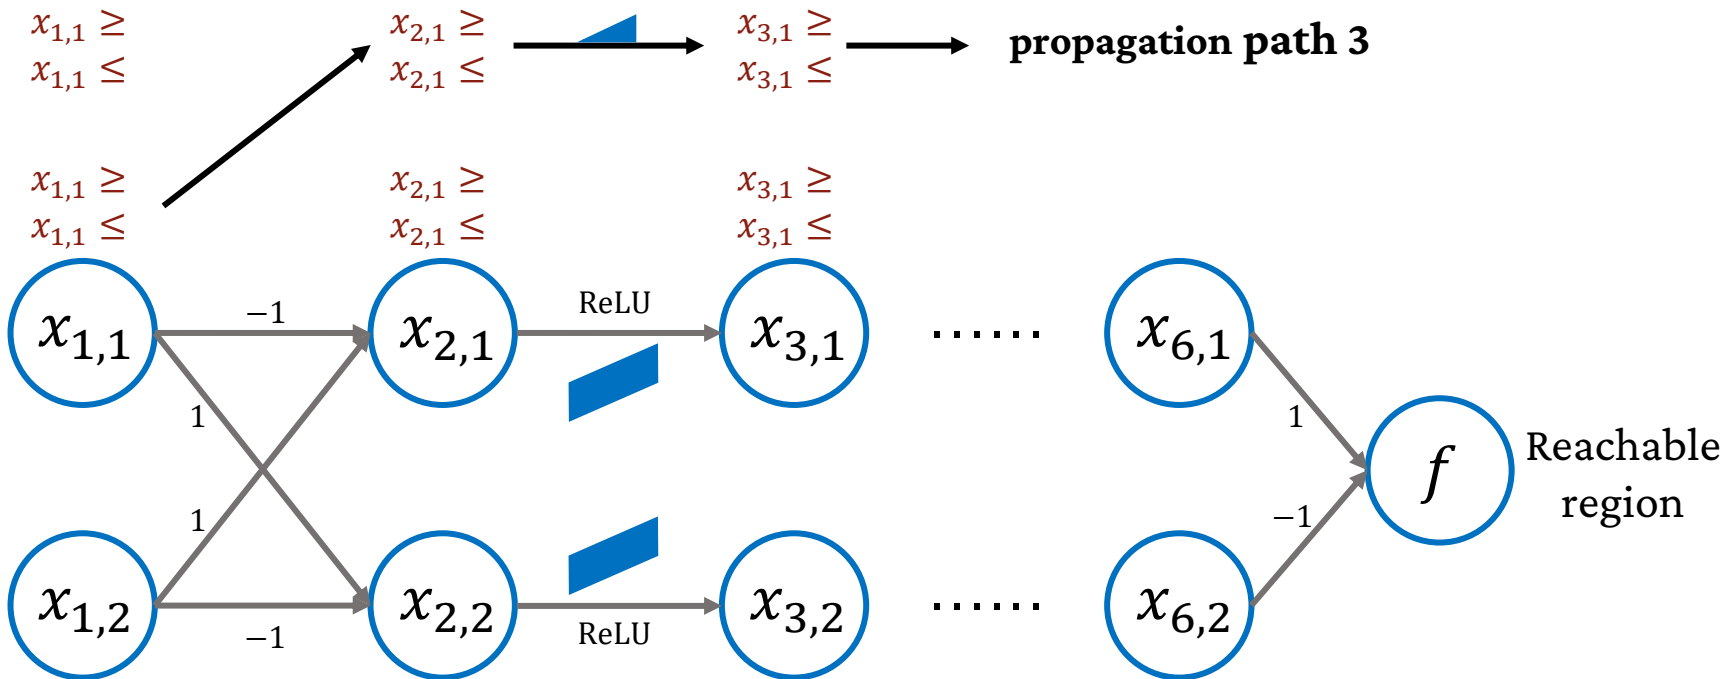 x₁,₁ ≥ x₂,₁ ≥ x₃,₁ ≥ propagation path 3
x₁,₁ ≤ x₂,₁ ≤ x₃,₁ ≤
x₁,₁ ≥ x₂,₁ ≥ x₃,₁ ≥
x₁,₁ ≤ x₂,₁ ≤ x₃,₁ ≤
−1 ReLU
x₁,₁ x₂,₁ x₃,₁ ...... x₆,₁
1 1
f Reachable
region
1 −1
x₁,₂ x₂,₂ x₃,₂ ...... x₆,₂
−1 ReLU